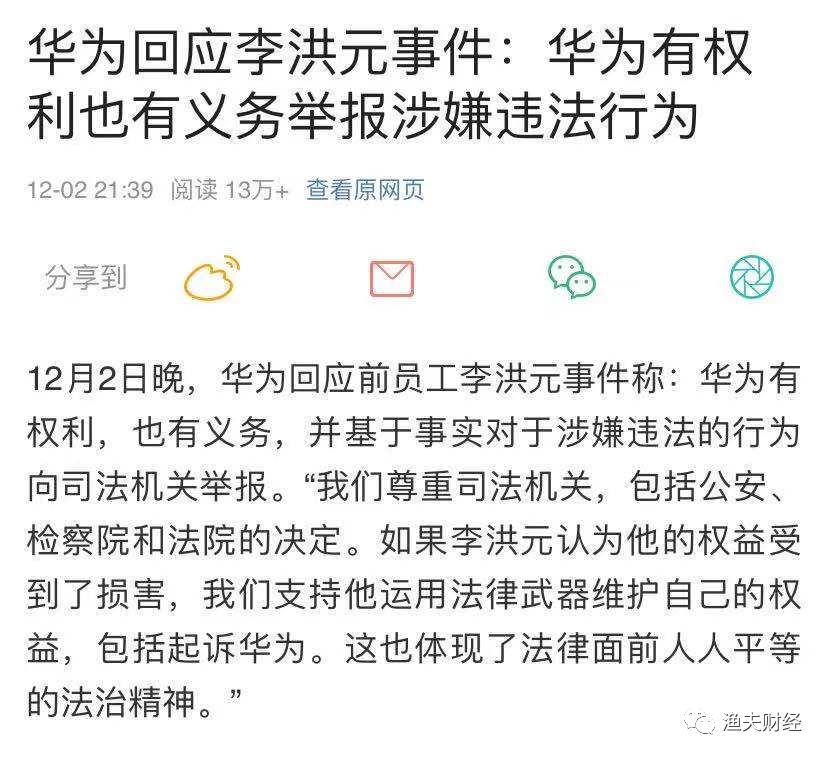 华为回应李洪元事件：华为有权
利也有义务举报涉嫌违法行为
12-02 21:39 阅读 13万+ 查看原网页
分享到
12月2日晚，华为回应前员工李洪元事件称：华为有
权利，也有义务，并基于事实对于涉嫌违法的行为
向司法机关举报。“我们尊重司法机关，包括公安、
检察院和法院的决定。如果李洪元认为他的权益受
到了损害，我们支持他运用法律武器维护自己的权
益，包括起诉华为。这也体现了法律面前人人平等
的法治精神。”
渔夫财经